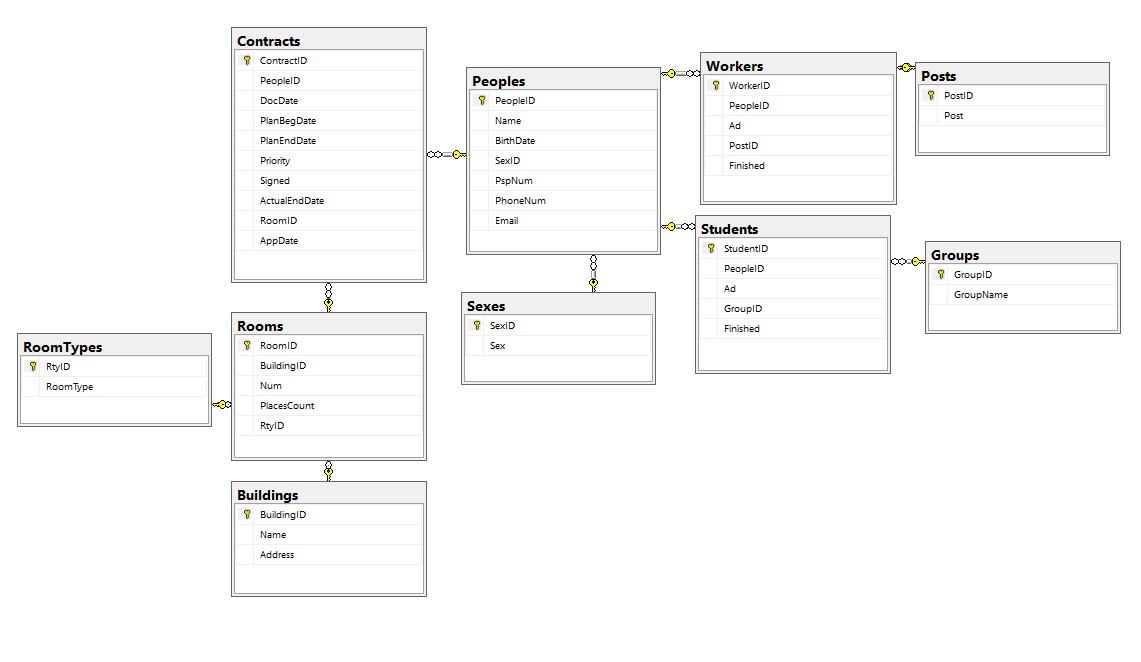 Contracts
ContractID
PeopleID
DocDate
PlanBegDate
PlanEndDate
Priority
Signed
ActualEndDate
RoomID
AppDate
Peoples
PeopleID
Name
BirthDate
SexID
PspNum
PhoneNum
Email
Workers
WorkerID
PeopleID
Ad
PostID
Finished
Posts
PostID
Post
Students
StudentID
PeopleID
Ad
GroupID
Finished
Groups
GroupID
GroupName
Sexes
SexID
Sex
Rooms
RoomID
BuildingID
Num
PlacesCount
RtyID
RoomTypes
RtyID
RoomType
Buildings
BuildingID
Name
Address